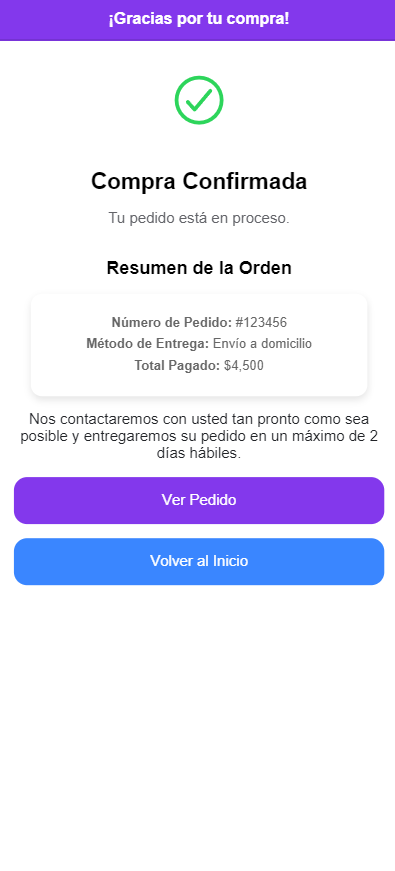 ¡Gracias por tu compra!
Compra Confirmada
Tu pedido está en proceso.
Resumen de la Orden
Número de Pedido: #123456
Método de Entrega: Envío a domicilio
Total Pagado: $4,500
Nos contactaremos con usted tan pronto como sea
posible y entregaremos su pedido en un máximo de 2
días hábiles.
Ver Pedido
Volver al Inicio